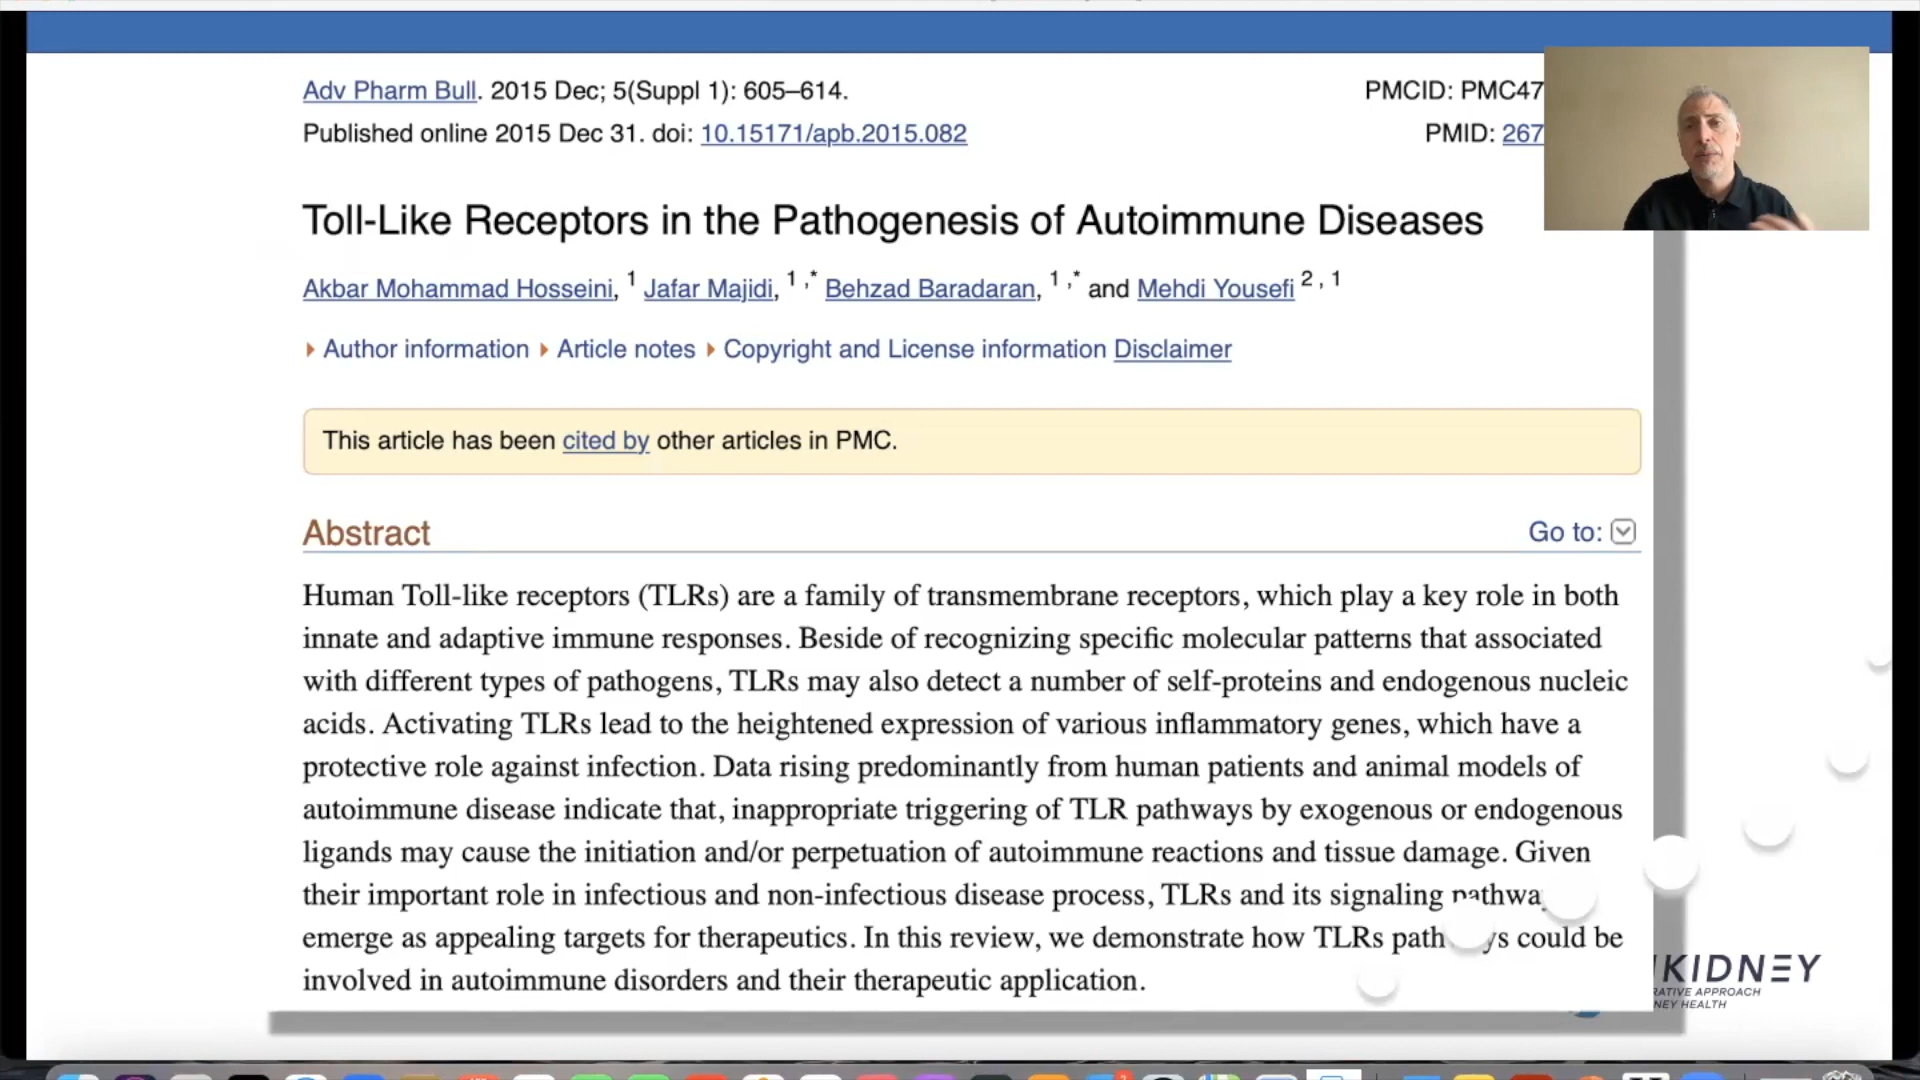 Adv Pharm Bull. 2015 Dec; 5(Suppl 1): 605–614.
PMCID: PMC47
Published online 2015 Dec 31. doi: 10.15171/apb.2015.082
PMID: 267
Toll-Like Receptors in the Pathogenesis of Autoimmune Diseases
Akbar Mohammad Hosseini, 1 Jafar Majidi, 1,* Behzad Baradaran, 1,* and Mehdi Yousefi 2,1
Author information Article notes Copyright and License information Disclaimer
This article has been cited by other articles in PMC.
Abstract
Go to:
Human Toll-like receptors (TLRs) are a family of transmembrane receptors, which play a key role in both
innate and adaptive immune responses. Beside of recognizing specific molecular patterns that associated
with different types of pathogens, TLRs may also detect a number of self-proteins and endogenous nucleic
acids. Activating TLRs lead to the heightened expression of various inflammatory genes, which have a
protective role against infection. Data rising predominantly from human patients and animal models of
autoimmune disease indicate that, inappropriate triggering of TLR pathways by exogenous or endogenous
ligands may cause the initiation and/or perpetuation of autoimmune reactions and tissue damage. Given
their important role in infectious and non-infectious disease process, TLRs and its signaling
emerge as appealing targets for therapeutics. In this review, we demonstrate how TLRs could be
involved in autoimmune disorders and their therapeutic application.
KIDNEY
RATIVE APPROACH
NEY HEALTH